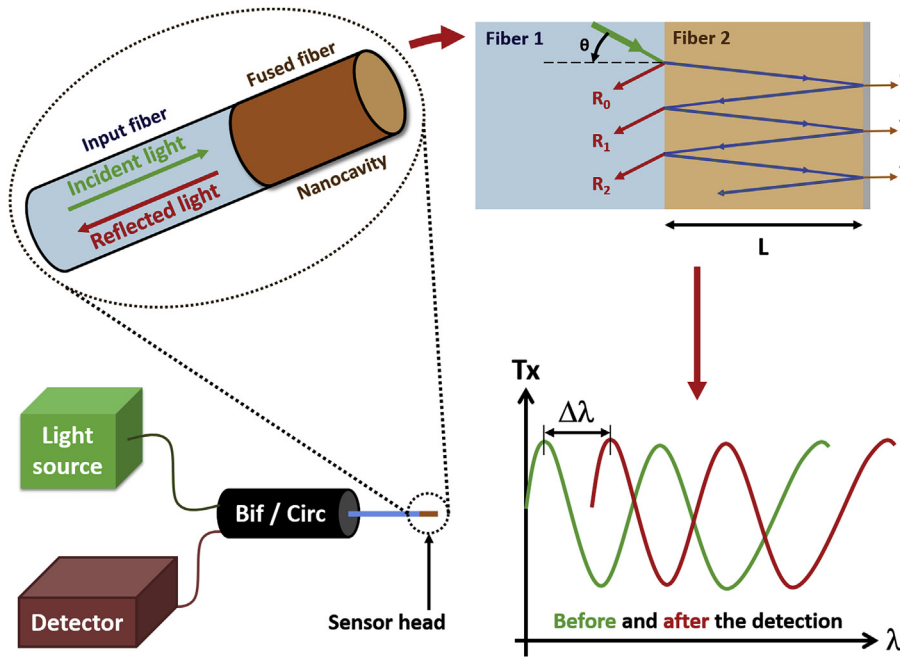 Fused fiber
Input fiber
Incident light
Reflected light
Nanocavity
Fiber 1
Fiber 2
θ
R0
R1
R2
L
Light
source
Bif / Circ
Detector
Sensor head
Tx
Δλ
Before and after the detection
λ